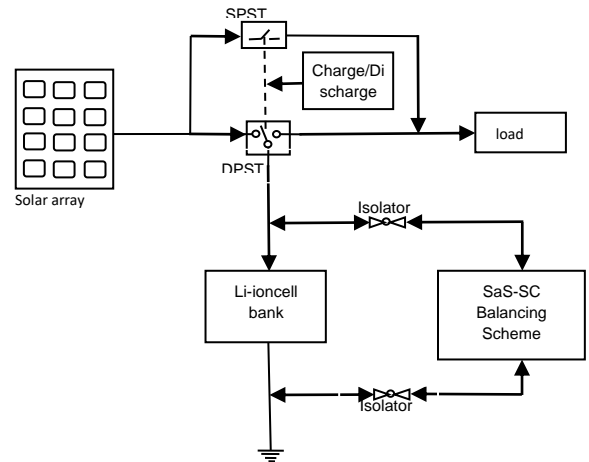 SPST
Charge/Di
scharge
load
DPST
Solar array
Isolator
Li-ioncell
bank
SaS-SC
Balancing
Scheme
Isolator